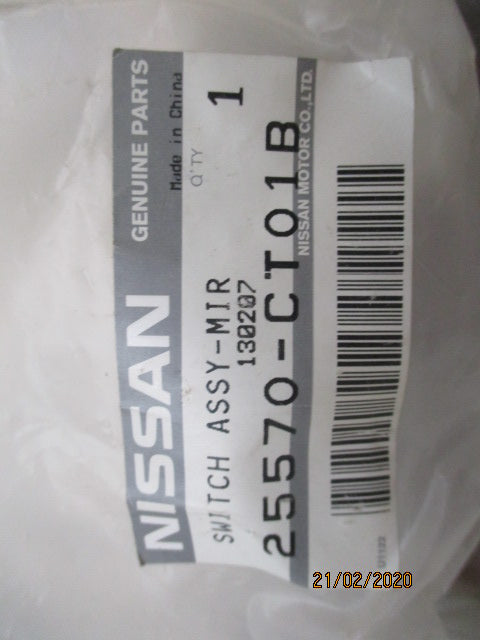 NISSAN GENUINE PARTS
Made in China
SWITCH ASSY-MIR Q'TY 1
130207
25570-CT01B
NISSAN MOTOR CO.,LTD.
U1122
21/02/2020